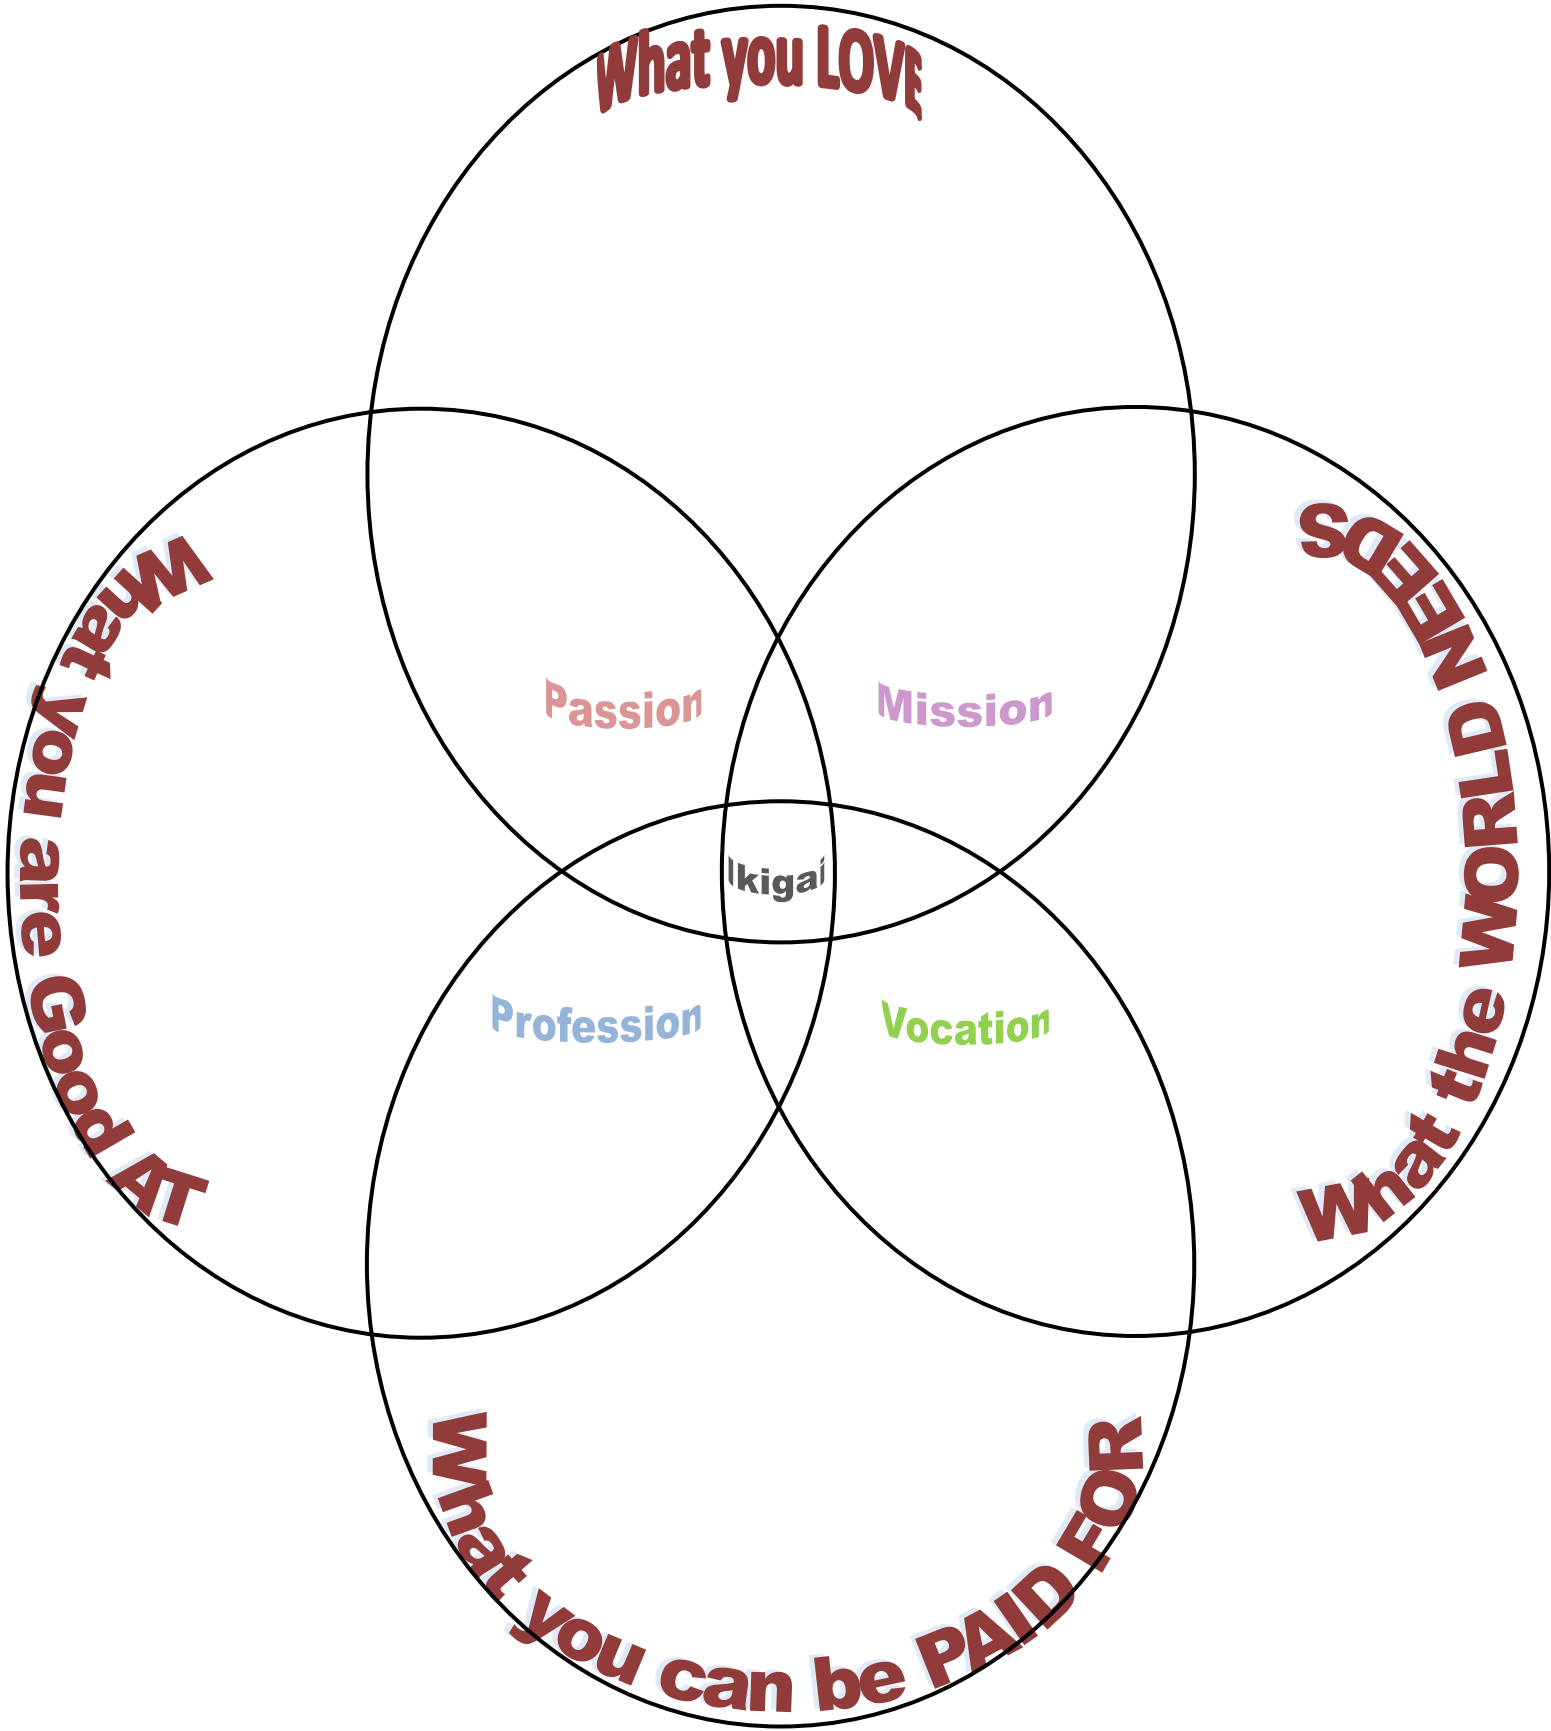 What you LOVE
What you are Good AT
What the WORLD NEEDS
Passion
Mission
Ikigai
Profession
Vocation
What you can be PAID FOR